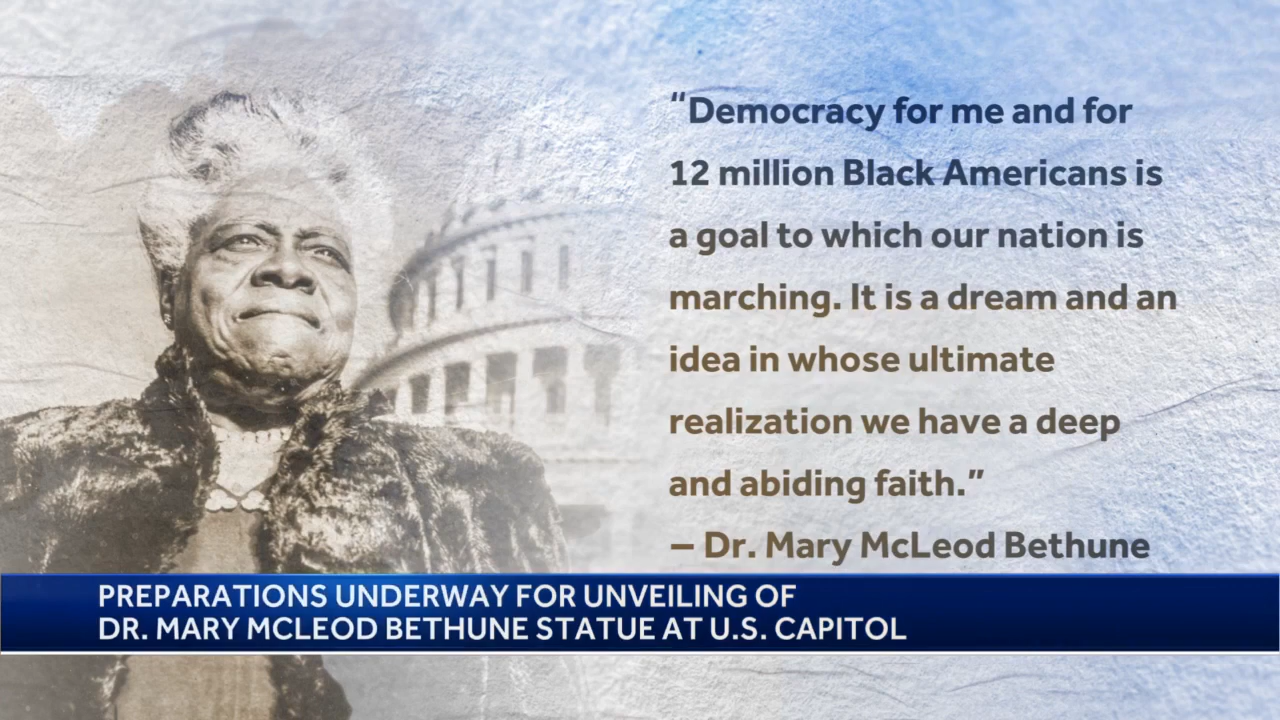 “Democracy for me and for
12 million Black Americans is
a goal to which our nation is
marching. It is a dream and an
idea in whose ultimate
realization we have a deep
and abiding faith.”
– Dr. Mary McLeod Bethune
PREPARATIONS UNDERWAY FOR UNVEILING OF
DR. MARY MCLEOD BETHUNE STATUE AT U.S. CAPITOL